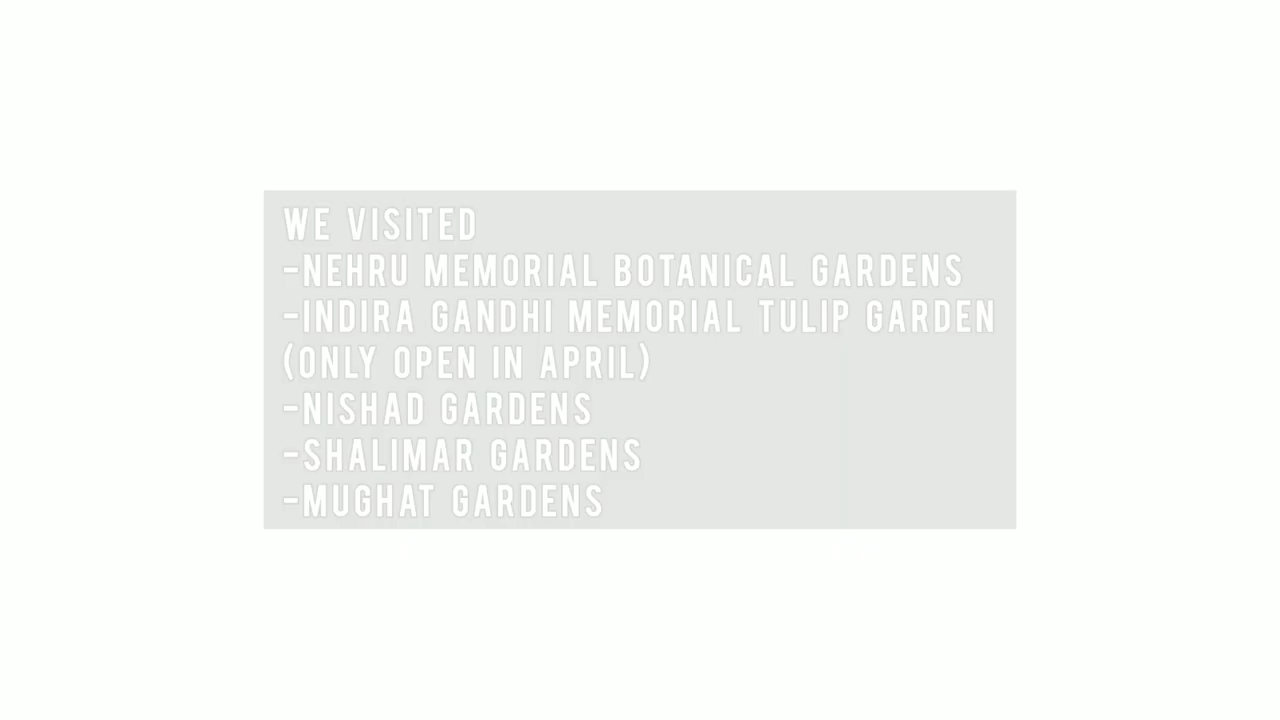 WE VISITED
-NEHRU MEMORIAL BOTANICAL GARDENS
-INDIRA GANDHI MEMORIAL TULIP GARDEN
(ONLY OPEN IN APRIL)
-NISHAD GARDENS
-SHALIMAR GARDENS
-MUGHAT GARDENS